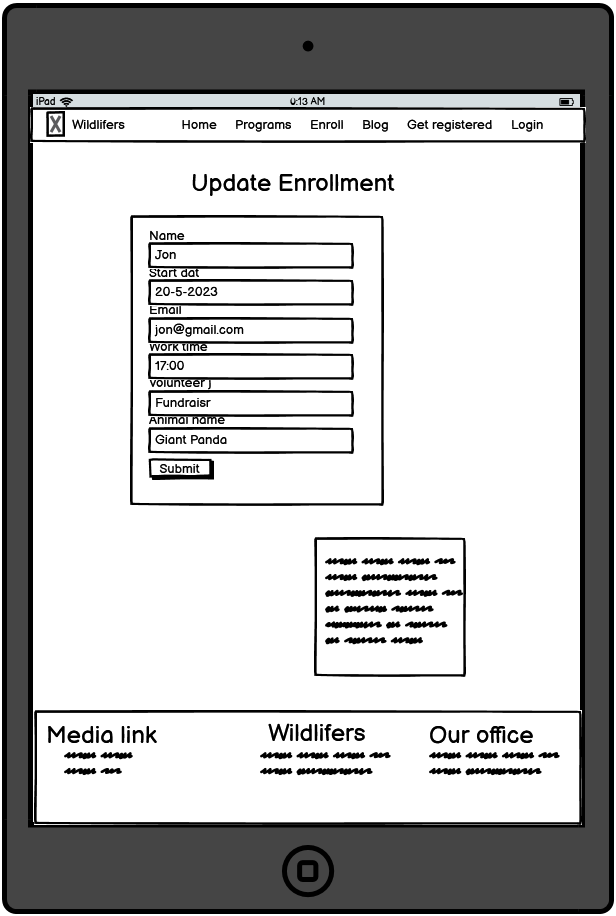 iPad 0:13 AM
Wildlifers Home Programs Enroll Blog Get registered Login
Update Enrollment
Name
Jon
Start dat
20-5-2023
Email
jon@gmail.com
Work time
17:00
Volunteer j
Fundraisr
Animal name
Giant Panda
Submit
Media link Wildlifers Our office